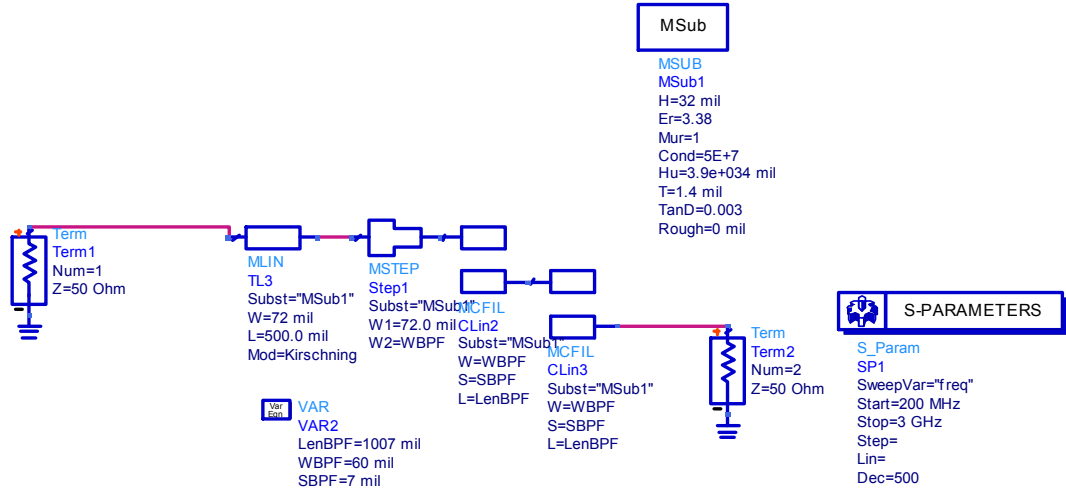 MSub
MSUB
MSub1
H=32 mil
Er=3.38
Mur=1
Cond=5E+7
Hu=3.9e+034 mil
T=1.4 mil
TanD=0.003
Rough=0 mil
Term
Term1
Num=1
Z=50 Ohm
MLIN
TL3
Subst="MSub1"
W=72 mil
L=500.0 mil
Mod=Kirschning
MSTEP
Step1
Subst="MSub1"
W1=72.0 mil
W2=WBPF
MCFIL
CLin2
Subst="MSub1"
W=WBPF
S=SBPF
L=LenBPF
MCFIL
CLin3
Subst="MSub1"
W=WBPF
S=SBPF
L=LenBPF
Term
Term2
Num=2
Z=50 Ohm
S-PARAMETERS
S_Param
SP1
SweepVar="freq"
Start=200 MHz
Stop=3 GHz
Step=
Lin=
Dec=500
Var
Eqn
VAR
VAR2
LenBPF=1007 mil
WBPF=60 mil
SBPF=7 mil